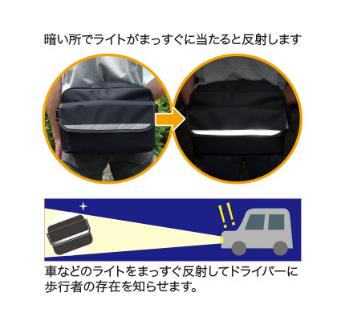 暗い所でライトがまっすぐに当たると反射します
!!
車などのライトをまっすぐ反射してドライバーに
歩行者の存在を知らせます。